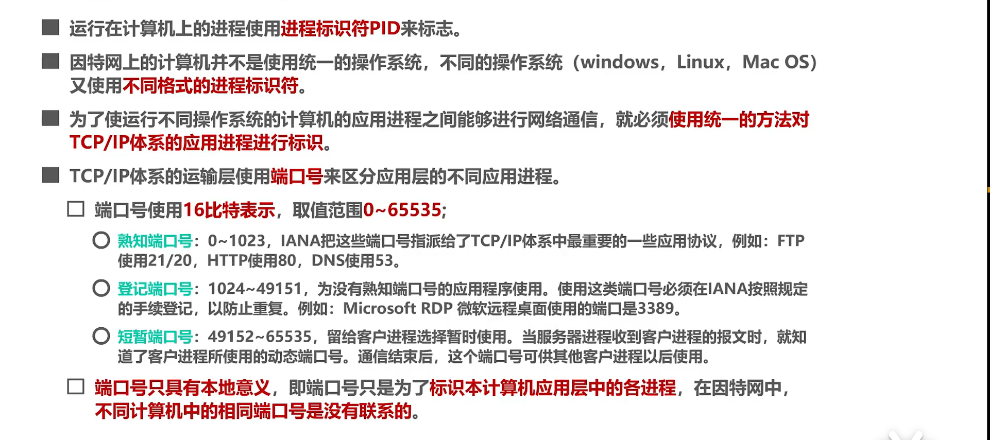 运行在计算机上的进程使用进程标识符PID来标志。
因特网上的计算机并不是使用统一的操作系统，不同的操作系统（windows，Linux，Mac OS）
又使用不同格式的进程标识符。
为了使运行不同操作系统的计算机的应用进程之间能够进行网络通信，就必须使用统一的方法对
TCP/IP体系的应用进程进行标识。
TCP/IP体系的运输层使用端口号来区分应用层的不同应用进程。
端口号使用16比特表示，取值范围0~65535;
熟知端口号：0~1023，IANA把这些端口号指派给了TCP/IP体系中最重要的一些应用协议，例如：FTP
使用21/20，HTTP使用80，DNS使用53。
登记端口号：1024~49151，为没有熟知端口号的应用程序使用。使用这类端口号必须在IANA按照规定
的手续登记，以防止重复。例如：Microsoft RDP 微软远程桌面使用的端口是3389。
短暂端口号：49152~65535，留给客户进程选择暂时使用。当服务器进程收到客户进程的报文时，就知
道了客户进程所使用的动态端口号。通信结束后，这个端口号可供其他客户进程以后使用。
端口号只具有本地意义，即端口号只是为了标识本计算机应用层中的各进程，在因特网中，
不同计算机中的相同端口号是没有联系的。